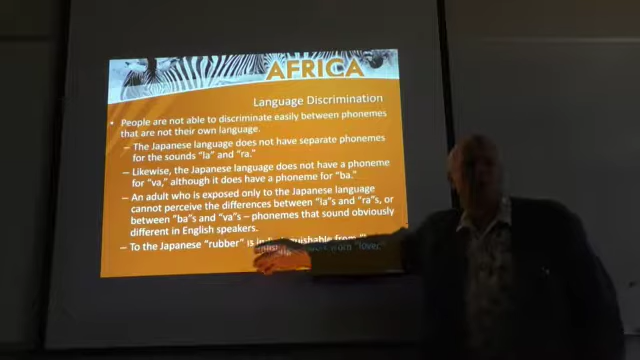 AFRICA
Language Discrimination
• People are not able to discriminate easily between phonemes
that are not their own language.
– The Japanese language does not have separate phonemes
for the sounds "la" and "ra."
– Likewise, the Japanese language does not have a phoneme
for "va," although it does have a phoneme for "ba."
– An adult who is exposed only to the Japanese language
cannot perceive the differences between "la"s and "ra"s, or
between "ba"s and "va"s – phonemes that sound obviously
different in English speakers.
– To the Japanese "rubber" is indistinguishable from "lover."